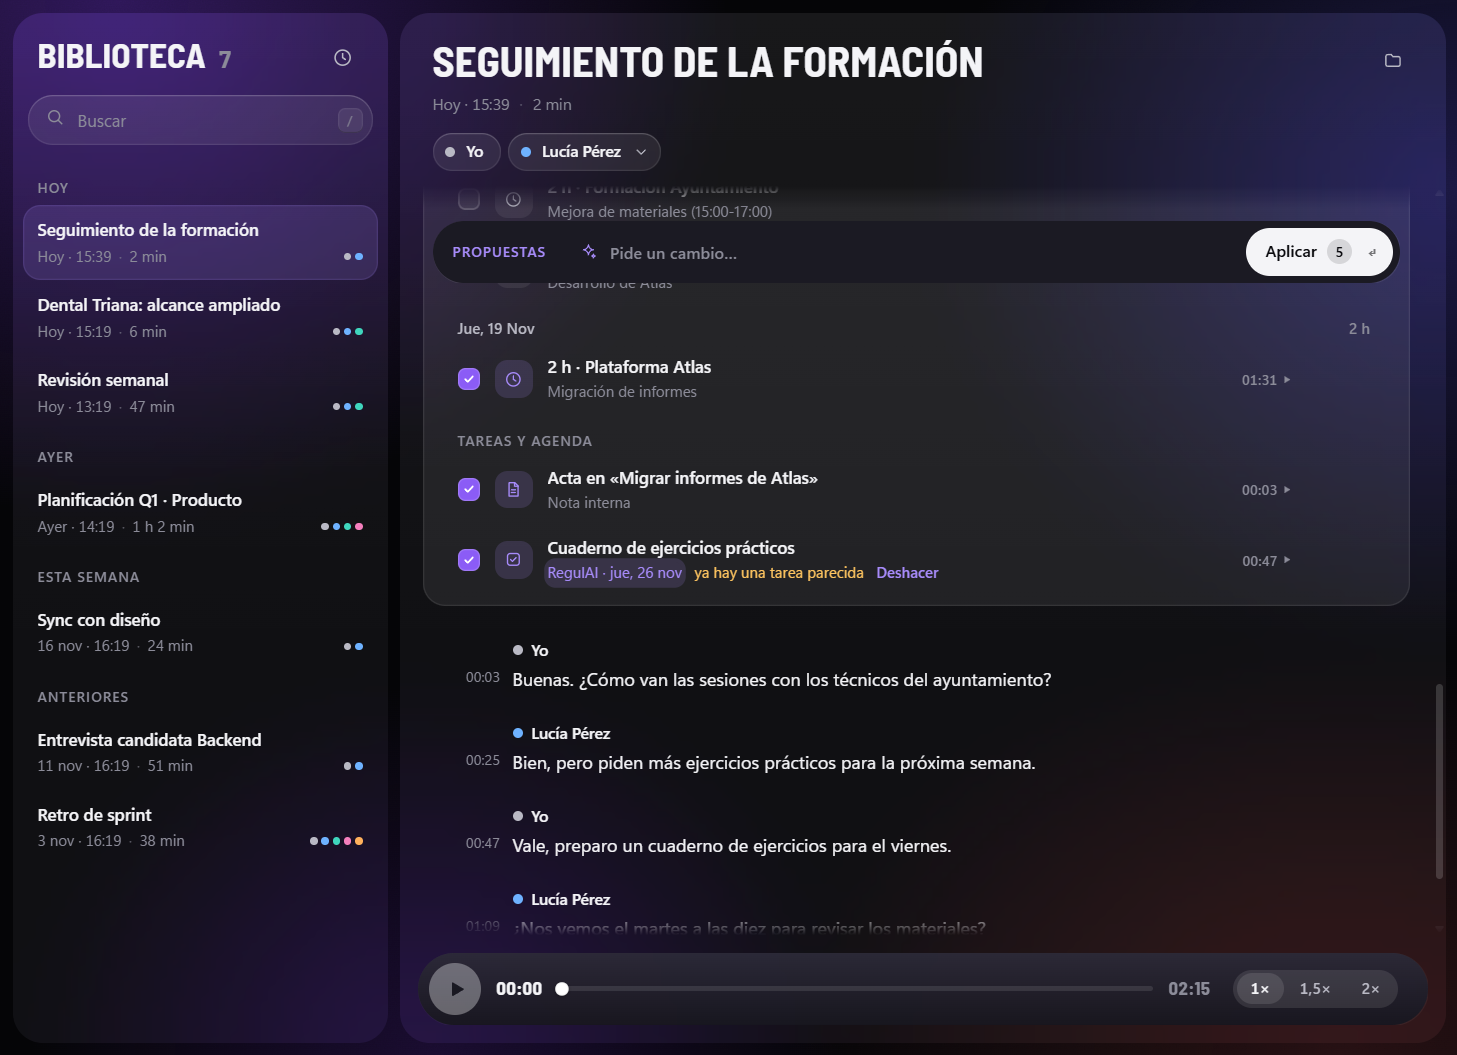 BIBLIOTECA 7
Buscar /
HOY
Seguimiento de la formación
Hoy · 15:39 · 2 min
Dental Triana: alcance ampliado
Hoy · 15:19 · 6 min
Revisión semanal
Hoy · 13:19 · 47 min
AYER
Planificación Q1 · Producto
Ayer · 14:19 · 1 h 2 min
ESTA SEMANA
Sync con diseño
16 nov · 16:19 · 24 min
ANTERIORES
Entrevista candidata Backend
11 nov · 16:19 · 51 min
Retro de sprint
3 nov · 16:19 · 38 min
SEGUIMIENTO DE LA FORMACIÓN
Hoy · 15:39 · 2 min
Yo
Lucía Pérez
2 h · Formación Ayuntamiento
Mejora de materiales (15:00-17:00)
PROPUESTAS
Pide un cambio...
Aplicar 5
Desarrollo de Atlas
Jue, 19 Nov 2 h
2 h · Plataforma Atlas
Migración de informes
01:31
TAREAS Y AGENDA
Acta en «Migrar informes de Atlas»
Nota interna
00:03
Cuaderno de ejercicios prácticos
RegulAI · jue, 26 nov ya hay una tarea parecida Deshacer
00:47
Yo
00:03 Buenas. ¿Cómo van las sesiones con los técnicos del ayuntamiento?
Lucía Pérez
00:25 Bien, pero piden más ejercicios prácticos para la próxima semana.
Yo
00:47 Vale, preparo un cuaderno de ejercicios para el viernes.
Lucía Pérez
01:09 ¿Nos vemos el martes a las diez para revisar los materiales?
00:00 02:15 1× 1,5× 2×